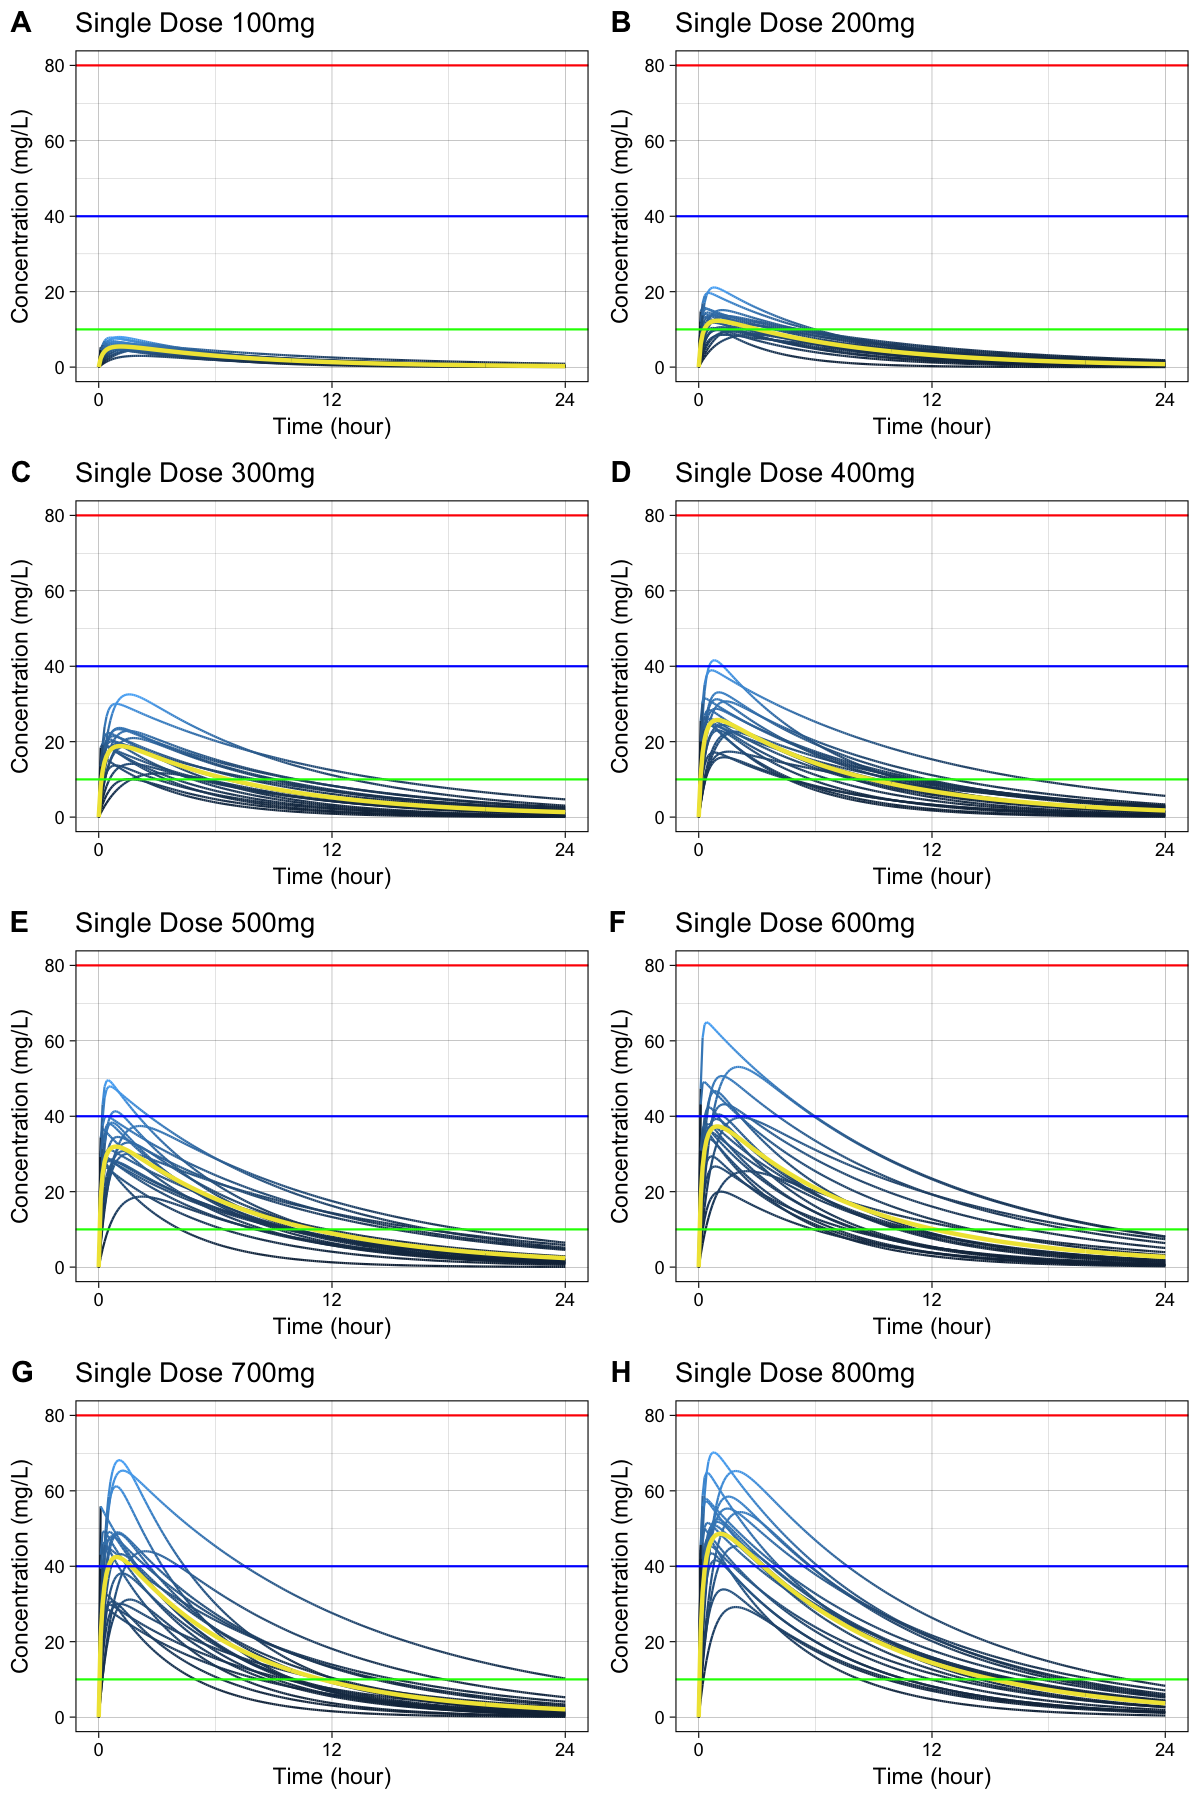 A Single Dose 100mg
Concentration (mg/L)
80
60
40
20
0
0 12 24
Time (hour)
B Single Dose 200mg
Concentration (mg/L)
80
60
40
20
0
0 12 24
Time (hour)
C Single Dose 300mg
Concentration (mg/L)
80
60
40
20
0
0 12 24
Time (hour)
D Single Dose 400mg
Concentration (mg/L)
80
60
40
20
0
0 12 24
Time (hour)
E Single Dose 500mg
Concentration (mg/L)
80
60
40
20
0
0 12 24
Time (hour)
F Single Dose 600mg
Concentration (mg/L)
80
60
40
20
0
0 12 24
Time (hour)
G Single Dose 700mg
Concentration (mg/L)
80
60
40
20
0
0 12 24
Time (hour)
H Single Dose 800mg
Concentration (mg/L)
80
60
40
20
0
0 12 24
Time (hour)